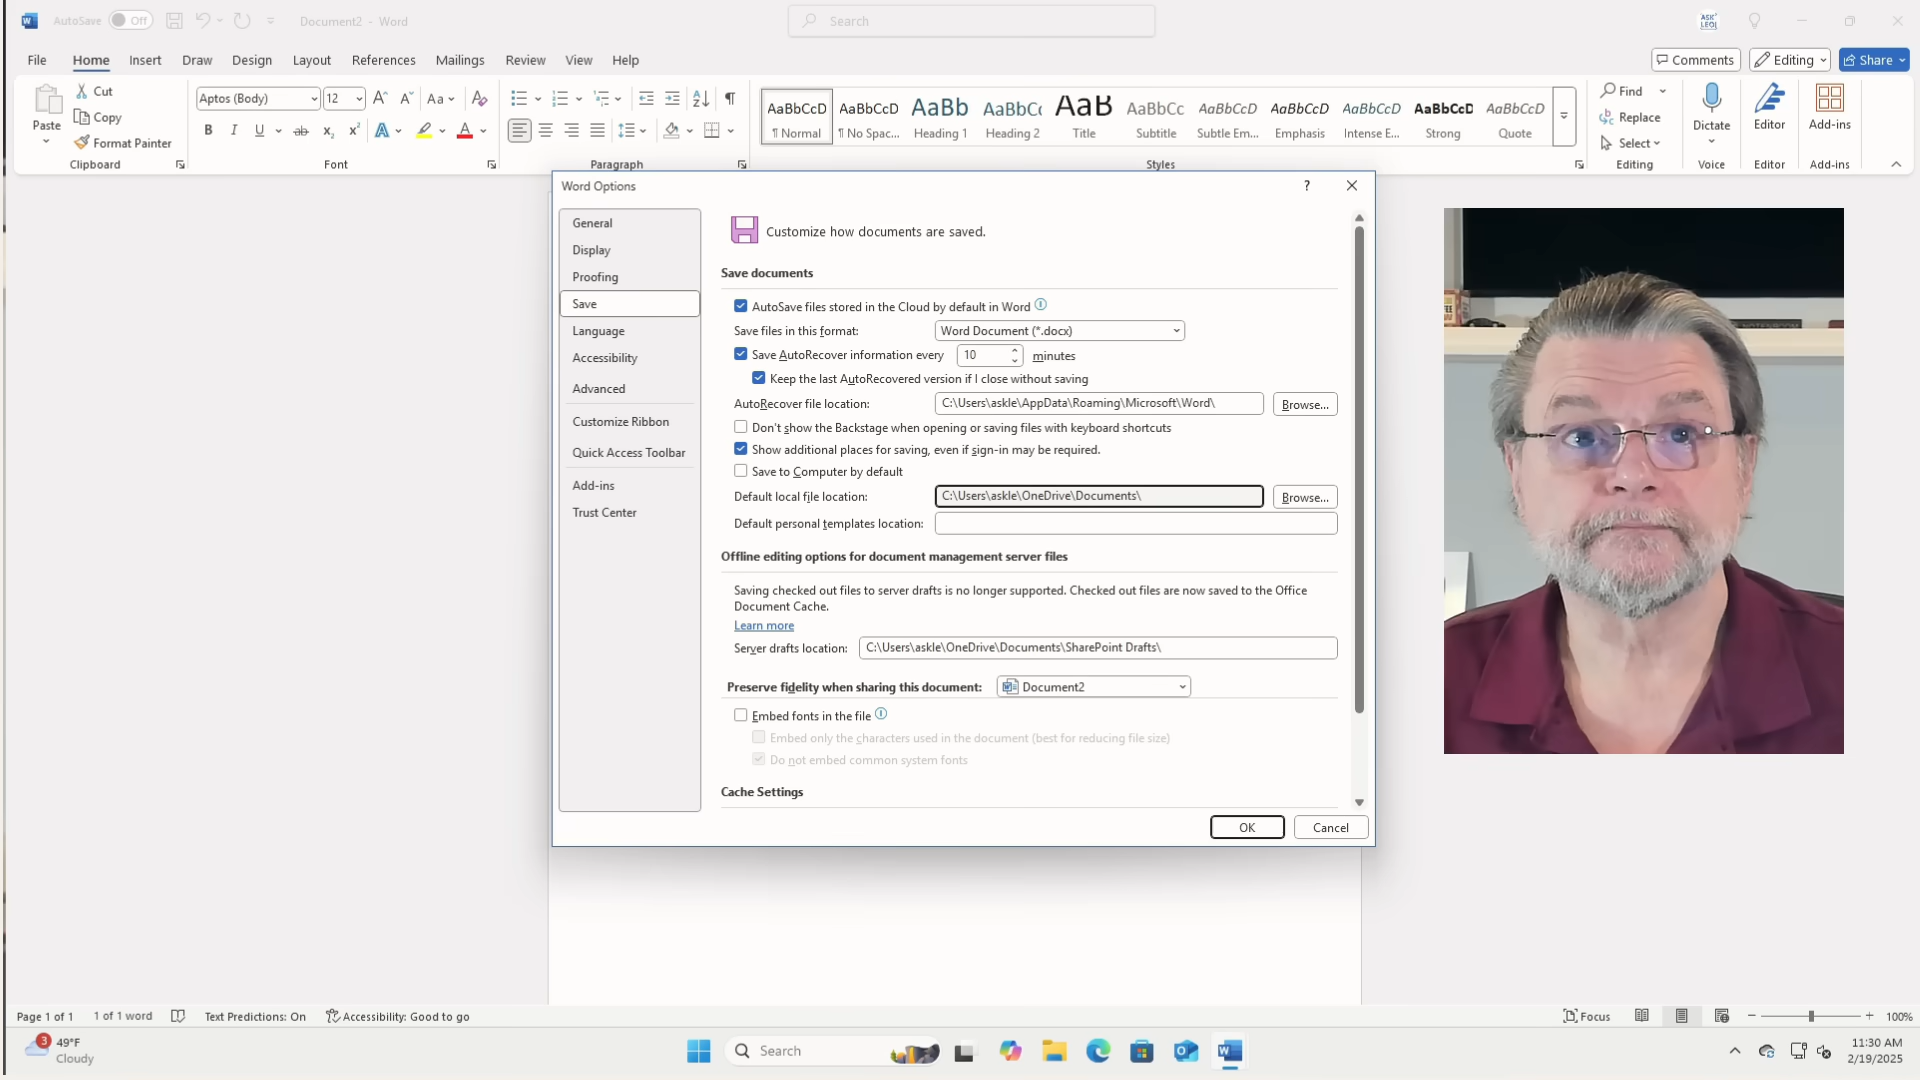 AutoSave Off Document2 - Word Search ASK LEO!
File Home Insert Draw Design Layout References Mailings Review View Help Comments Editing Share
Paste Cut Copy Format Painter Clipboard
Aptos (Body) 12 Aa
B I U ab x₂ x² A A
Font
Paragraph
AaBbCcD AaBbCcD AaBb AaBbCc AaB AaBbCc AaBbCcD AaBbCcD AaBbCcD AaBbCcD AaBbCcD
¶ Normal ¶ No Spac... Heading 1 Heading 2 Title Subtitle Subtle Em... Emphasis Intense E... Strong Quote
Styles
Find
Replace
Select
Editing
Dictate
Voice
Editor
Editor
Add-ins
Add-ins
Word Options ?
General
Display
Proofing
Save
Language
Accessibility
Advanced
Customize Ribbon
Quick Access Toolbar
Add-ins
Trust Center
Customize how documents are saved.
Save documents
AutoSave files stored in the Cloud by default in Word
Save files in this format: Word Document (*.docx)
Save AutoRecover information every 10 minutes
Keep the last AutoRecovered version if I close without saving
AutoRecover file location: C:\Users\askle\AppData\Roaming\Microsoft\Word\ Browse...
Don't show the Backstage when opening or saving files with keyboard shortcuts
Show additional places for saving, even if sign-in may be required.
Save to Computer by default
Default local file location: C:\Users\askle\OneDrive\Documents\ Browse...
Default personal templates location:
Offline editing options for document management server files
Saving checked out files to server drafts is no longer supported. Checked out files are now saved to the Office
Document Cache.
Learn more
Server drafts location: C:\Users\askle\OneDrive\Documents\SharePoint Drafts\
Preserve fidelity when sharing this document: Document2
Embed fonts in the file
Embed only the characters used in the document (best for reducing file size)
Do not embed common system fonts
Cache Settings
OK Cancel
Page 1 of 1 1 of 1 word Text Predictions: On Accessibility: Good to go Focus 100%
3 49°F
Cloudy
Search
11:30 AM
2/19/2025